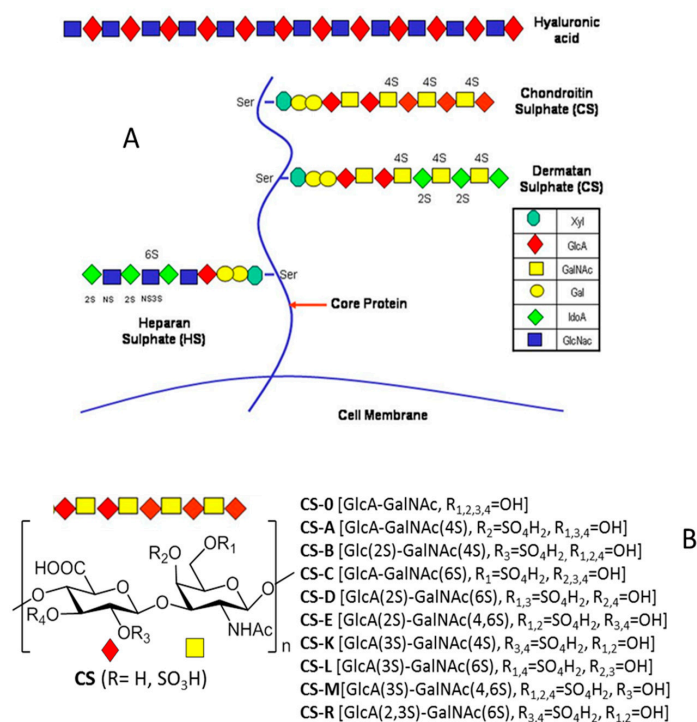 Hyaluronic
acid
4S 4S 4S
Ser
Chondroitin
Sulphate (CS)
A
4S 4S 4S
Ser
2S 2S
Dermatan
Sulphate (CS)
Xyl
GlcA
GalNAc
Gal
IdoA
GlcNac
6S
Ser
2S NS 2S NS3S
Heparan
Sulphate (HS)
Core Protein
Cell Membrane
HOOC
R₂O
OR₁
O
O
O
O
O
R₄O
OR₃
HO
NHAc
n
CS (R= H, SO₃H)
CS-0 [GlcA-GalNAc, R₁,₂,₃,₄=OH]
CS-A [GlcA-GalNAc(4S), R₂=SO₄H₂, R₁,₃,₄=OH]
CS-B [Glc(2S)-GalNAc(4S), R₃=SO₄H₂, R₁,₂,₄=OH]
CS-C [GlcA-GalNAc(6S), R₁=SO₄H₂, R₂,₃,₄=OH]
CS-D [GlcA(2S)-GalNAc(6S), R₁,₃=SO₄H₂, R₂,₄=OH]
CS-E [GlcA(2S)-GalNAc(4,6S), R₁,₂=SO₄H₂, R₃,₄=OH]
CS-K [GlcA(3S)-GalNAc(4S), R₃,₄=SO₄H₂, R₁,₂=OH]
CS-L [GlcA(3S)-GalNAc(6S), R₁,₄=SO₄H₂, R₂,₃=OH]
CS-M[GlcA(3S)-GalNAc(4,6S), R₁,₂,₄=SO₄H₂, R₃=OH]
CS-R [GlcA(2,3S)-GalNAc(6S), R₃,₄=SO₄H₂, R₁,₂=OH]
B